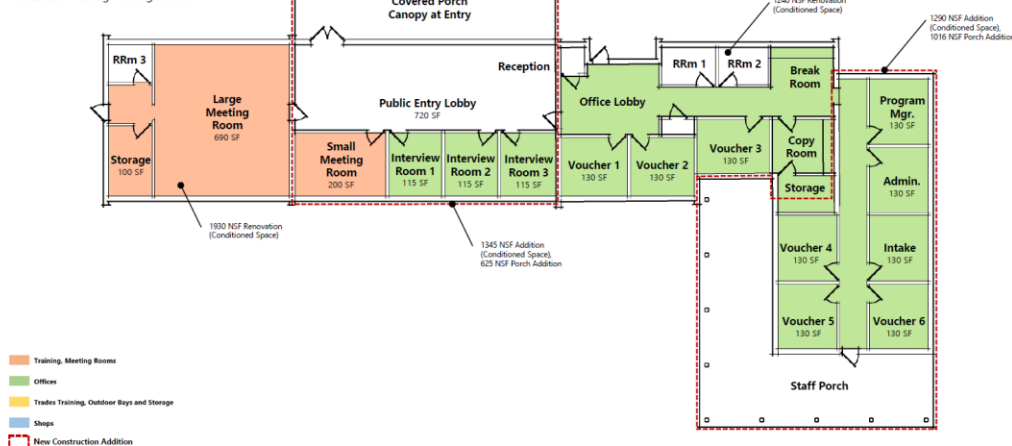 Covered Porch
Canopy at Entry
1240 NSF Renovation
(Conditioned Space)
1290 NSF Addition
(Conditioned Space),
1016 NSF Porch Addition
RRm 3
Large
Meeting
Room
690 SF
Storage
100 SF
Reception
Public Entry Lobby
720 SF
Small
Meeting
Room
200 SF
Interview
Room 1
115 SF
Interview
Room 2
115 SF
Interview
Room 3
115 SF
Office Lobby
RRm 1
RRm 2
Break
Room
Voucher 1
130 SF
Voucher 2
130 SF
Voucher 3
130 SF
Copy
Room
Storage
Program
Mgr.
130 SF
Admin.
130 SF
Voucher 4
130 SF
Intake
130 SF
Voucher 5
130 SF
Voucher 6
130 SF
Staff Porch
1930 NSF Renovation
(Conditioned Space)
1345 NSF Addition
(Conditioned Space),
625 NSF Porch Addition
Training, Meeting Rooms
Offices
Trades Training, Outdoor Bays and Storage
Shops
New Construction Addition